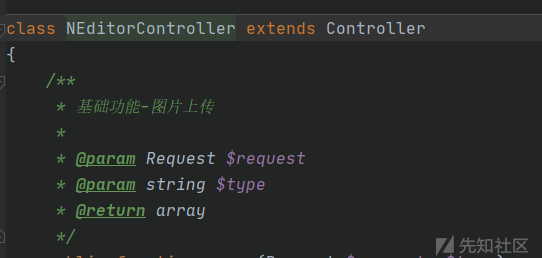 class NEditorController extends Controller
{
/**
* 基础功能-图片上传
*
* @param Request $request
* @param string $type
* @return array
*/
先知社区